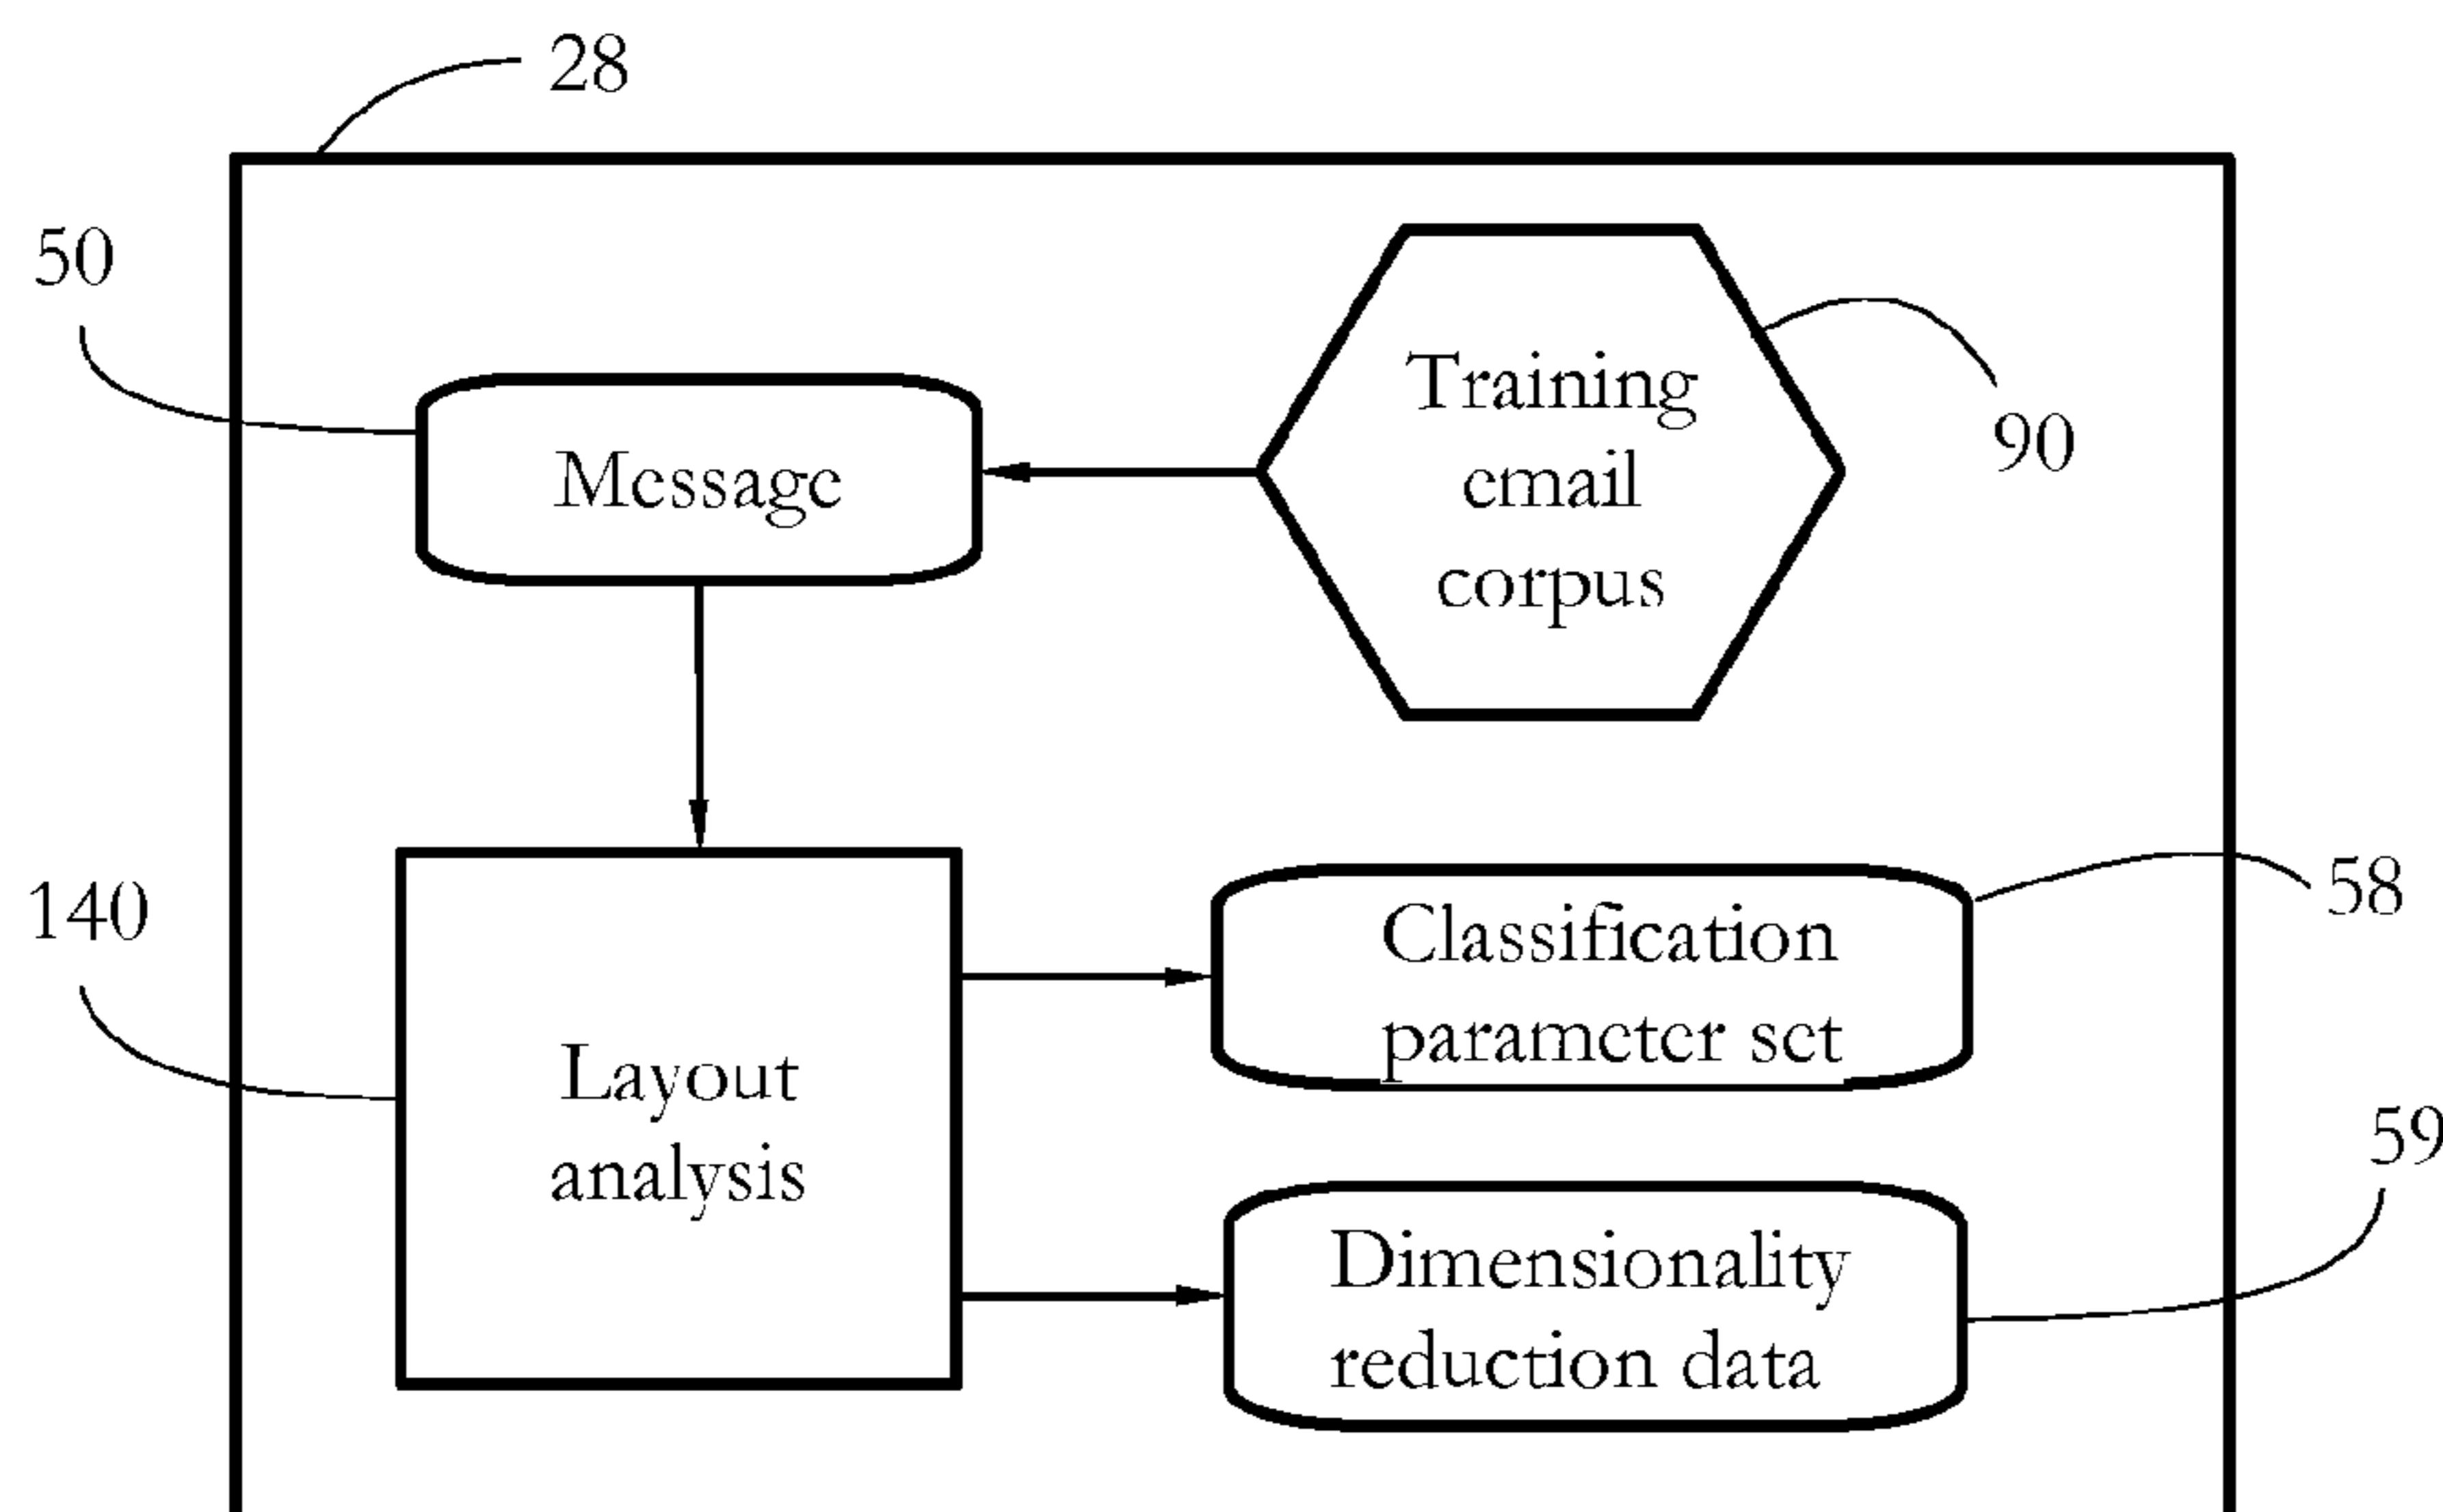 28
50
Training
email
corpus
90
Message
140
Layout
analysis
Classification
parameter set
58
59
Dimensionality
reduction data